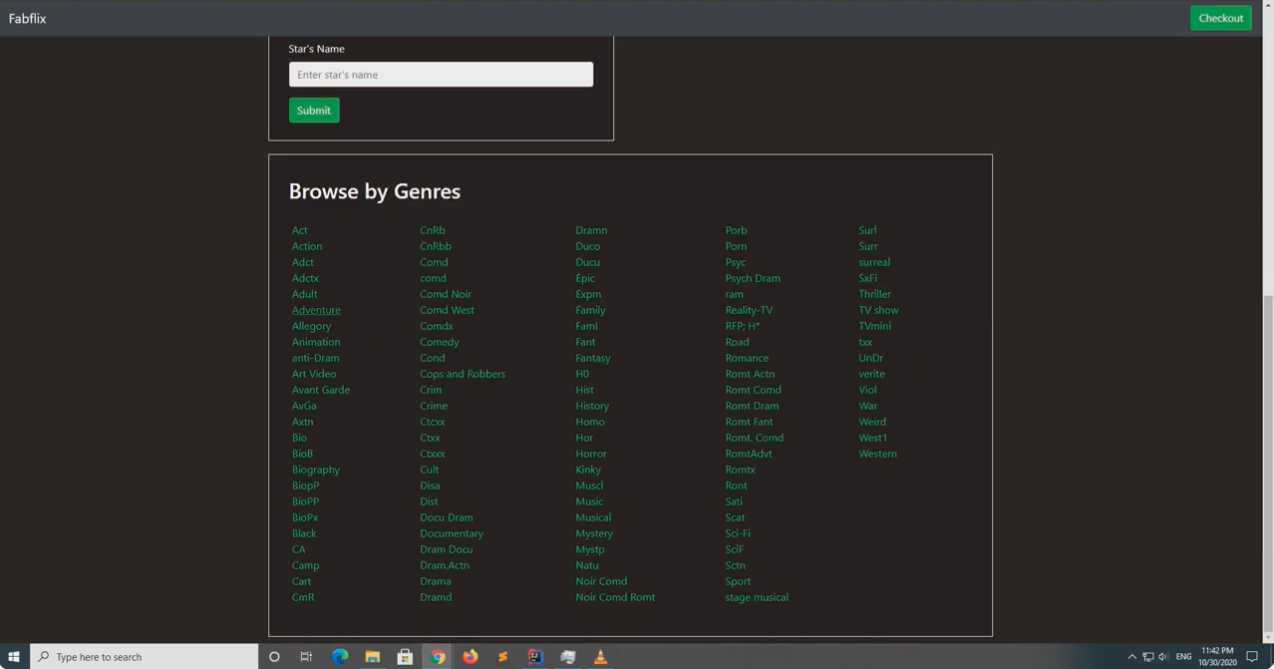 Fabflix
Checkout
Star's Name
Enter star's name
Submit
Browse by Genres
Act
Action
Adct
Adctx
Adult
Adventure
Allegory
Animation
anti-Dram
Art Video
Avant Garde
AvGa
Axtn
Bio
BioB
Biography
BiopP
BioPP
BioPx
Black
CA
Camp
Cart
CmR
CnRb
CnRbb
Comd
comd
Comd Noir
Comd West
Comdx
Comedy
Cond
Cops and Robbers
Crim
Crime
Ctcxx
Ctxx
Ctxxx
Cult
Disa
Dist
Docu Dram
Documentary
Dram Docu
Dram.Actn
Drama
Dramd
Dramn
Duco
Ducu
Epic
Expm
Family
Faml
Fant
Fantasy
H0
Hist
History
Homo
Hor
Horror
Kinky
Muscl
Music
Musical
Mystery
Mystp
Natu
Noir Comd
Noir Comd Romt
Porb
Porn
Psyc
Psych Dram
ram
Reality-TV
RFP; H*
Road
Romance
Romt Actn
Romt Comd
Romt Dram
Romt Fant
Romt. Comd
RomtAdvt
Romtx
Ront
Sati
Scat
Sci-Fi
SciF
Sctn
Sport
stage musical
Surl
Surr
surreal
SxFi
Thriller
TV show
TVmini
txx
UnDr
verite
Viol
War
Weird
West1
Western
Type here to search
ENG
11:42 PM
10/30/2020